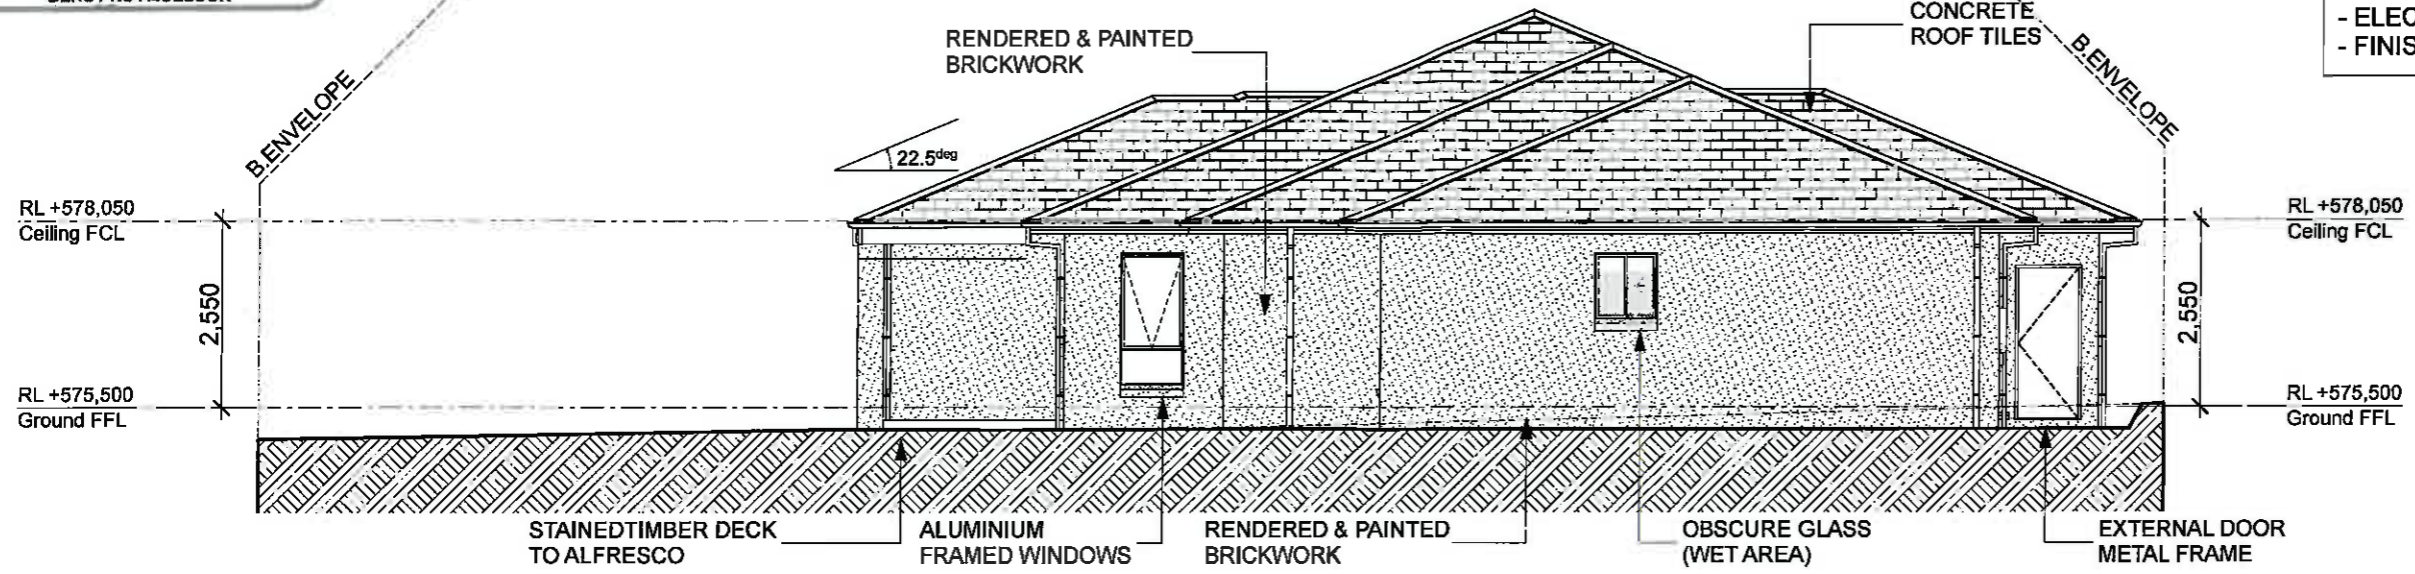 CONCRETE
ROOF TILES
- ELEC
- FINIS
RENDERED & PAINTED
BRICKWORK
B.ENVELOPE
B.ENVELOPE
22.5deg
RL +578,050
Ceiling FCL
RL +578,050
Ceiling FCL
2,550
2,550
RL +575,500
Ground FFL
RL +575,500
Ground FFL
STAINEDTIMBER DECK
TO ALFRESCO
ALUMINIUM
FRAMED WINDOWS
RENDERED & PAINTED
BRICKWORK
OBSCURE GLASS
(WET AREA)
EXTERNAL DOOR
METAL FRAME